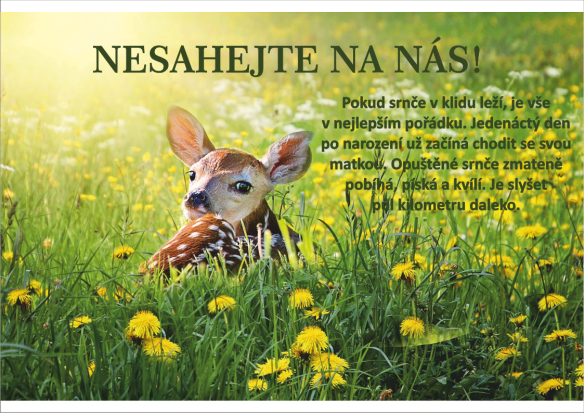 NESAHEJTE NA NÁS!
Pokud srnče v klidu leží, je vše
v nejlepším pořádku. Jedenáctý den
po narození už začíná chodit se svou
matkou. Opuštěné srnče zmateně
pobíhá, píská a kvílí. Je slyšet
půl kilometru daleko.